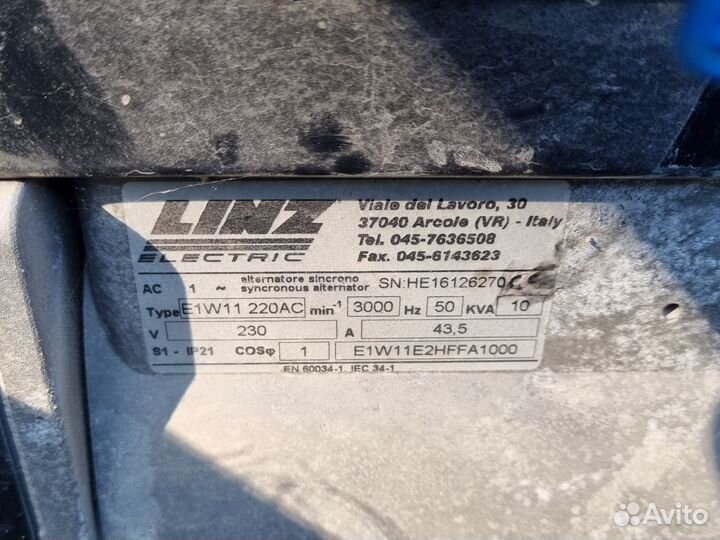 LINZ
ELECTRIC
Viale del Lavoro, 30
37040 Arcole (VR) - Italy
Tel. 045-7636508
Fax. 045-6143623
AC 1 ~ alternatore sincrono
syncronous alternator SN:HE16126270
Type E1W11 220AC min-1 3000 Hz 50 KVA 10
V 230 A 43,5
S1 - IP21 COSφ 1 E1W11E2HFFA1000
EN 60034-1, IEC 34-1
Avito